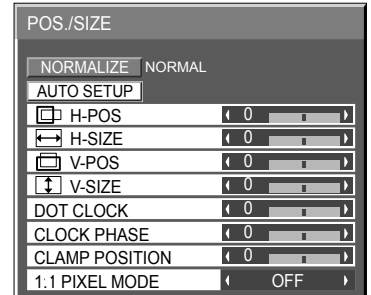 POS./SIZE
NORMALIZE NORMAL
AUTO SETUP
H-POS 0
H-SIZE 0
V-POS 0
V-SIZE 0
DOT CLOCK 0
CLOCK PHASE 0
CLAMP POSITION 0
1:1 PIXEL MODE OFF